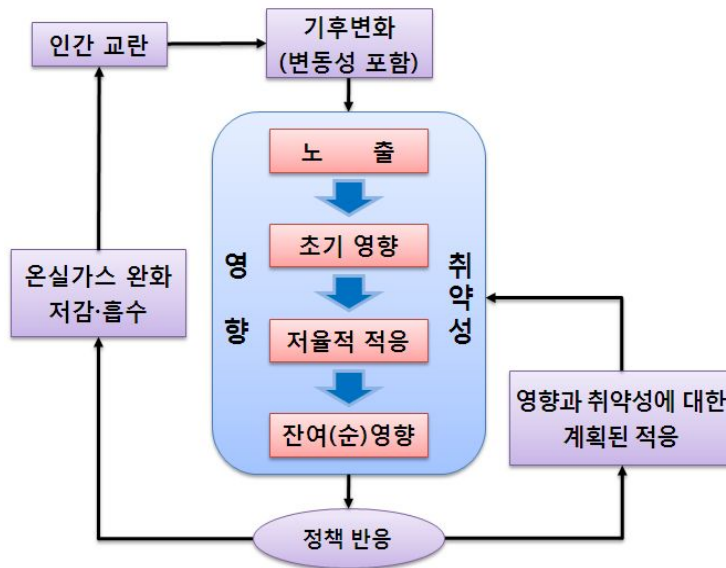 인간 교란
기후변화
(변동성 포함)
노 출
초기 영향
영 향
취약성
저율적 적응
잔여(순)영향
온실가스 완화
저감·흡수
영향과 취약성에 대한
계획된 적응
정책 반응